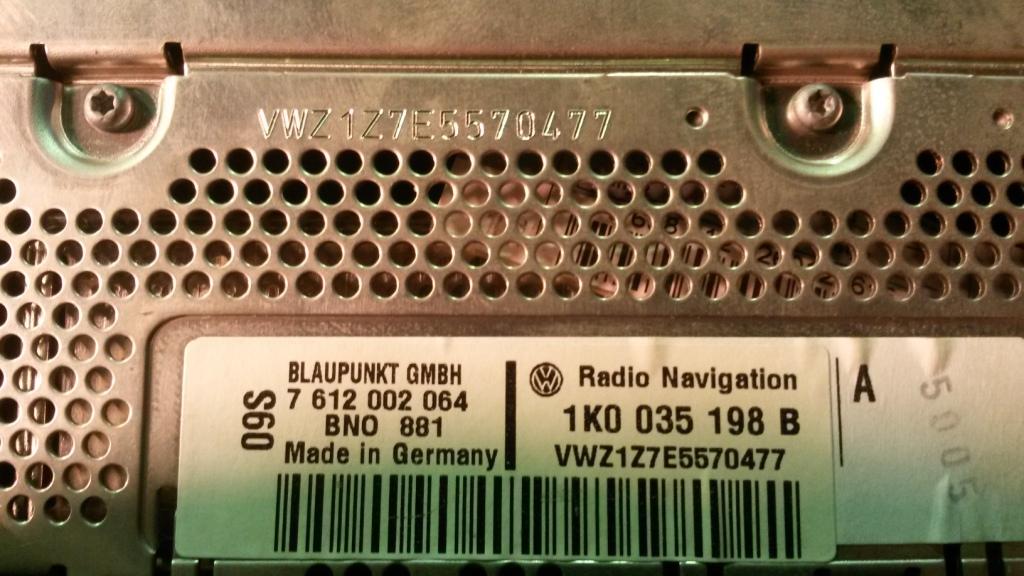 VWZ1Z7E5570477
S60
BLAUPUNKT GMBH
7 612 002 064
BNO 881
Made in Germany
Radio Navigation
1K0 035 198 B
VWZ1Z7E5570477
A
5005